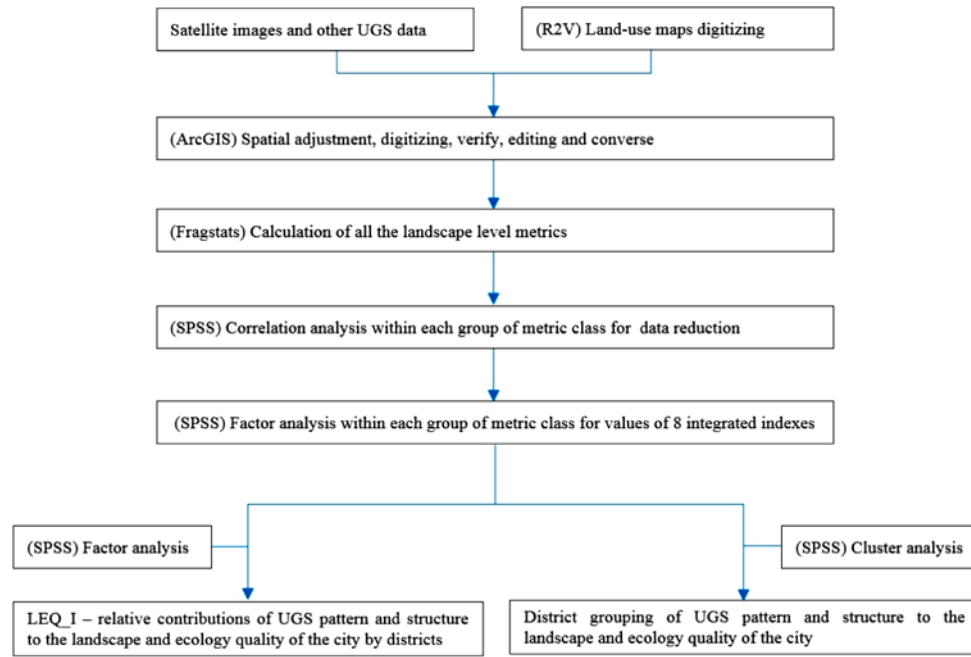 Satellite images and other UGS data
(R2V) Land-use maps digitizing
(ArcGIS) Spatial adjustment, digitizing, verify, editing and converse
(Fragstats) Calculation of all the landscape level metrics
(SPSS) Correlation analysis within each group of metric class for data reduction
(SPSS) Factor analysis within each group of metric class for values of 8 integrated indexes
(SPSS) Factor analysis
(SPSS) Cluster analysis
LEQ_I – relative contributions of UGS pattern and structure
to the landscape and ecology quality of the city by districts
District grouping of UGS pattern and structure to the
landscape and ecology quality of the city